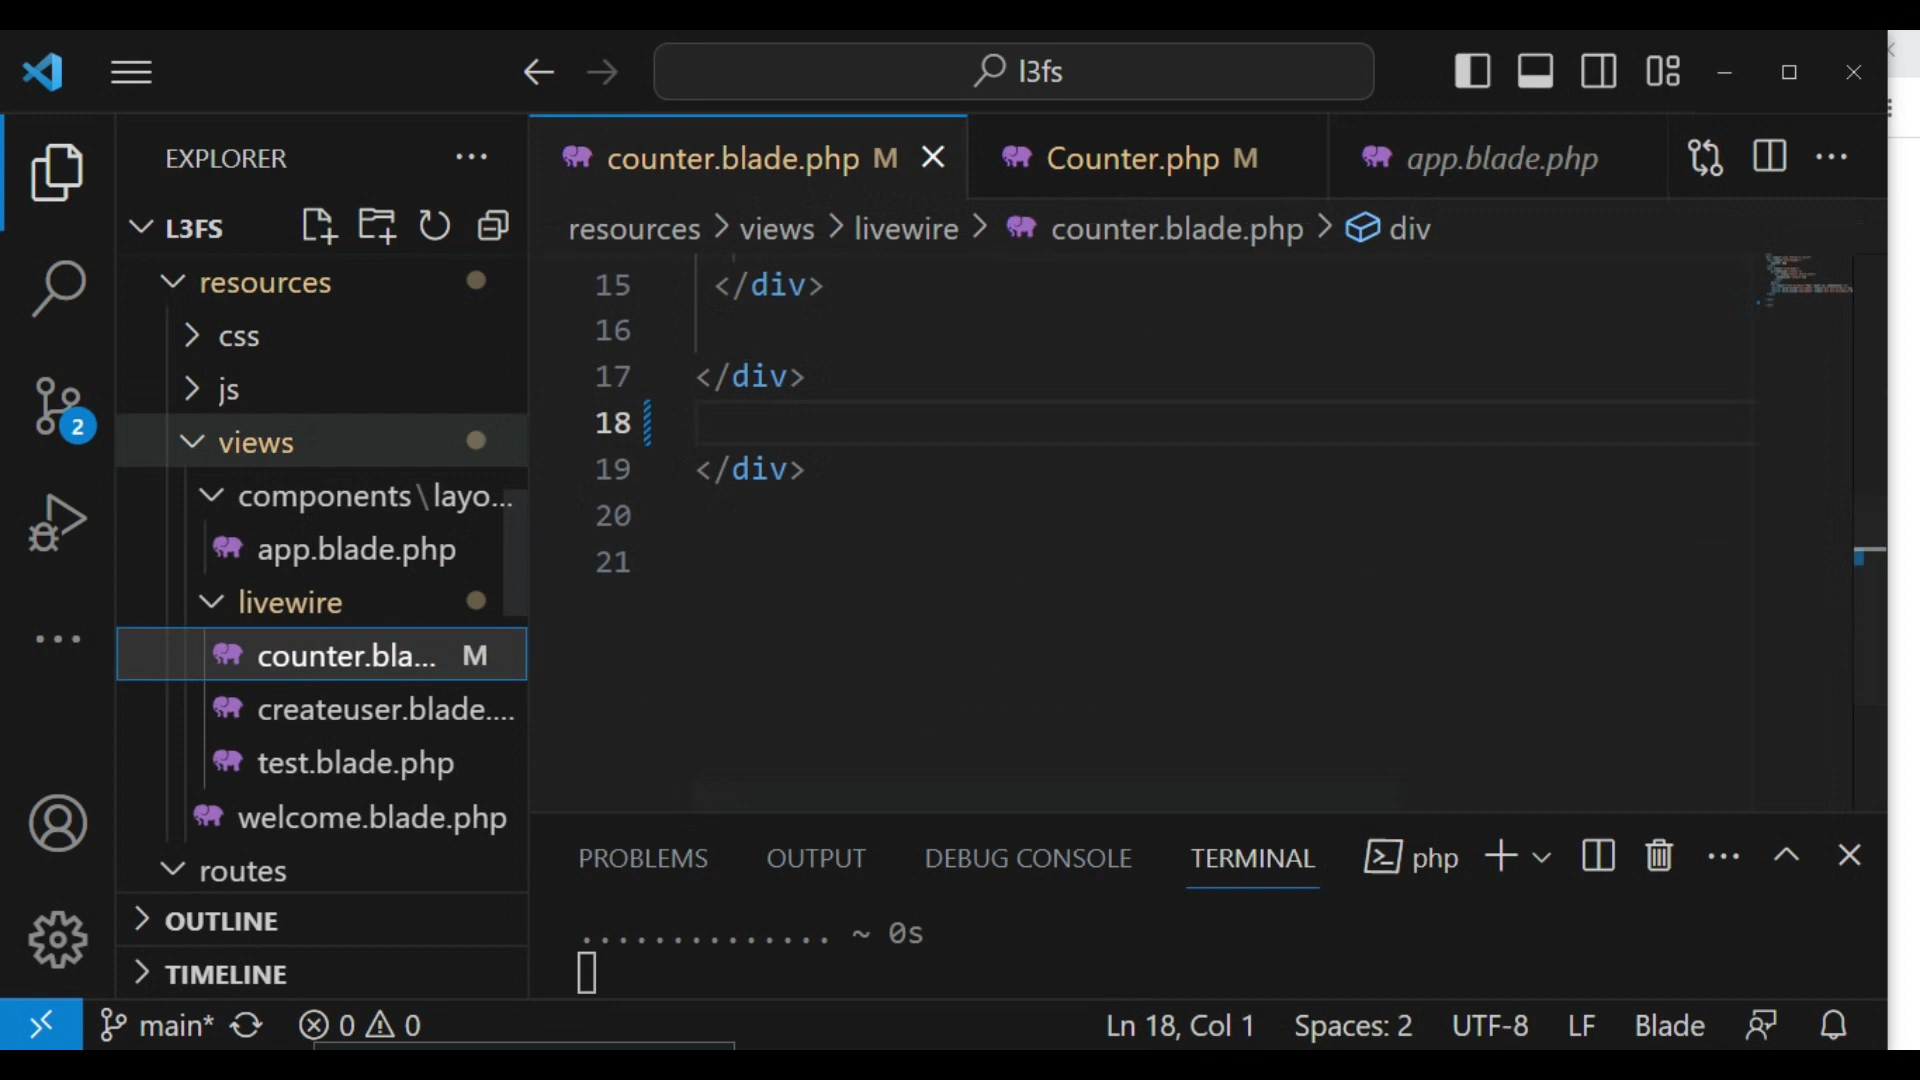 l3fs
EXPLORER
L3FS
resources
css
js
views
components\layo...
app.blade.php
livewire
counter.bla... M
createuser.blade....
test.blade.php
welcome.blade.php
routes
OUTLINE
TIMELINE
counter.blade.php M
Counter.php M
app.blade.php
resources > views > livewire > counter.blade.php > div
15 </div>
16
17 </div>
18
19 </div>
20
21
PROBLEMS OUTPUT DEBUG CONSOLE TERMINAL php
.............. ~ 0s
2
main* 0 0 Ln 18, Col 1 Spaces: 2 UTF-8 LF Blade